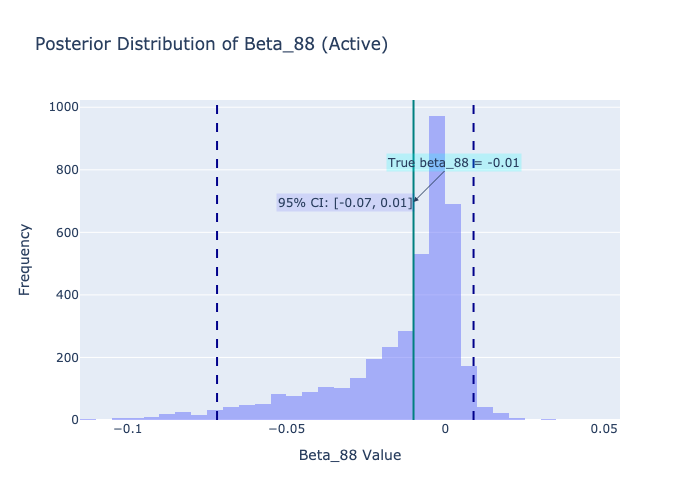 Posterior Distribution of Beta_88 (Active)
1000
800
600
400
200
0
Frequency
True beta_88 = -0.01
95% CI: [-0.07, 0.01]
−0.1
−0.05
0
0.05
Beta_88 Value